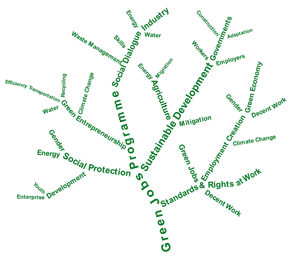 Energy
Industry
Construction
Adaptation
Governments
Waste Management
Skills
Water
Social Dialogue
Workers
Employers
Energy
Migration
Efficiency
Transportation
Recycling
Climate Change
Agriculture
Gender
Green Economy
Decent Work
Water
Green Entrepreneurship
Sustainable Development
Mitigation
Gender
Energy
Social Protection
Green Jobs
Employment Creation
Climate Change
Youth
Enterprise
Development
Green Jobs Programme
Standards & Rights at Work
Decent Work